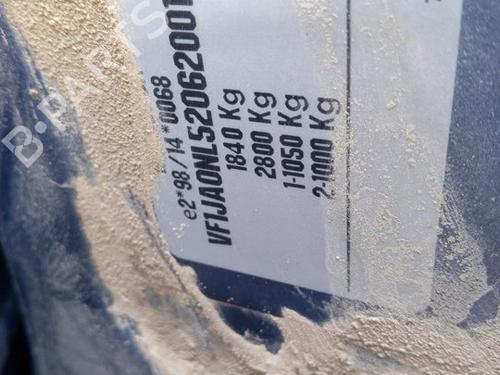 e2*98/14*0068
VF1JA0NL52062001
1840 Kg
2800 Kg
1-1050 Kg
2-1000 Kg
B-PARTS